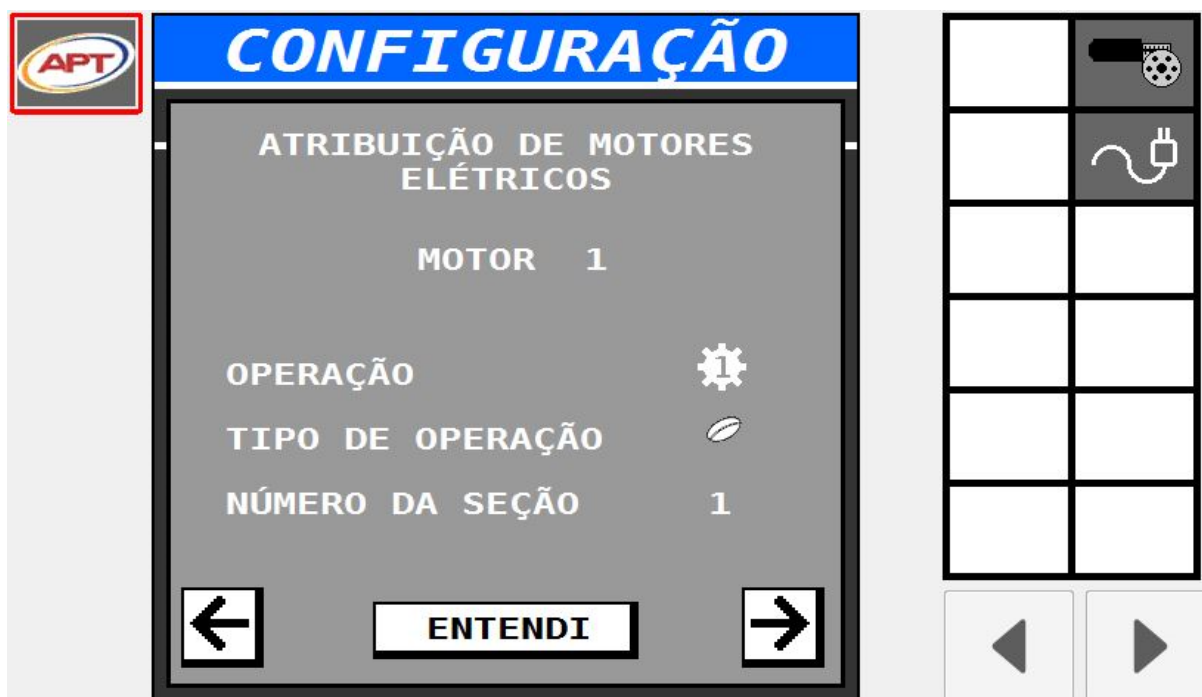 APT
CONFIGURAÇÃO
ATRIBUIÇÃO DE MOTORES
ELÉTRICOS
MOTOR 1
OPERAÇÃO 1
TIPO DE OPERAÇÃO
NÚMERO DA SEÇÃO 1
ENTENDI